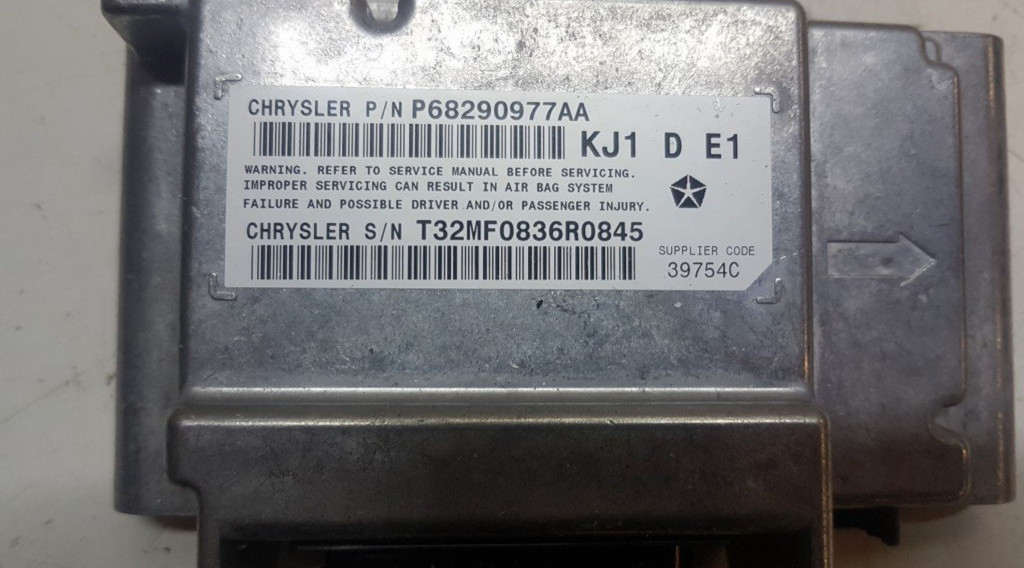 CHRYSLER P/N P68290977AA
KJ1 D E1
WARNING. REFER TO SERVICE MANUAL BEFORE SERVICING.
IMPROPER SERVICING CAN RESULT IN AIR BAG SYSTEM
FAILURE AND POSSIBLE DRIVER AND/OR PASSENGER INJURY.
CHRYSLER S/N T32MF0836R0845
SUPPLIER CODE
39754C